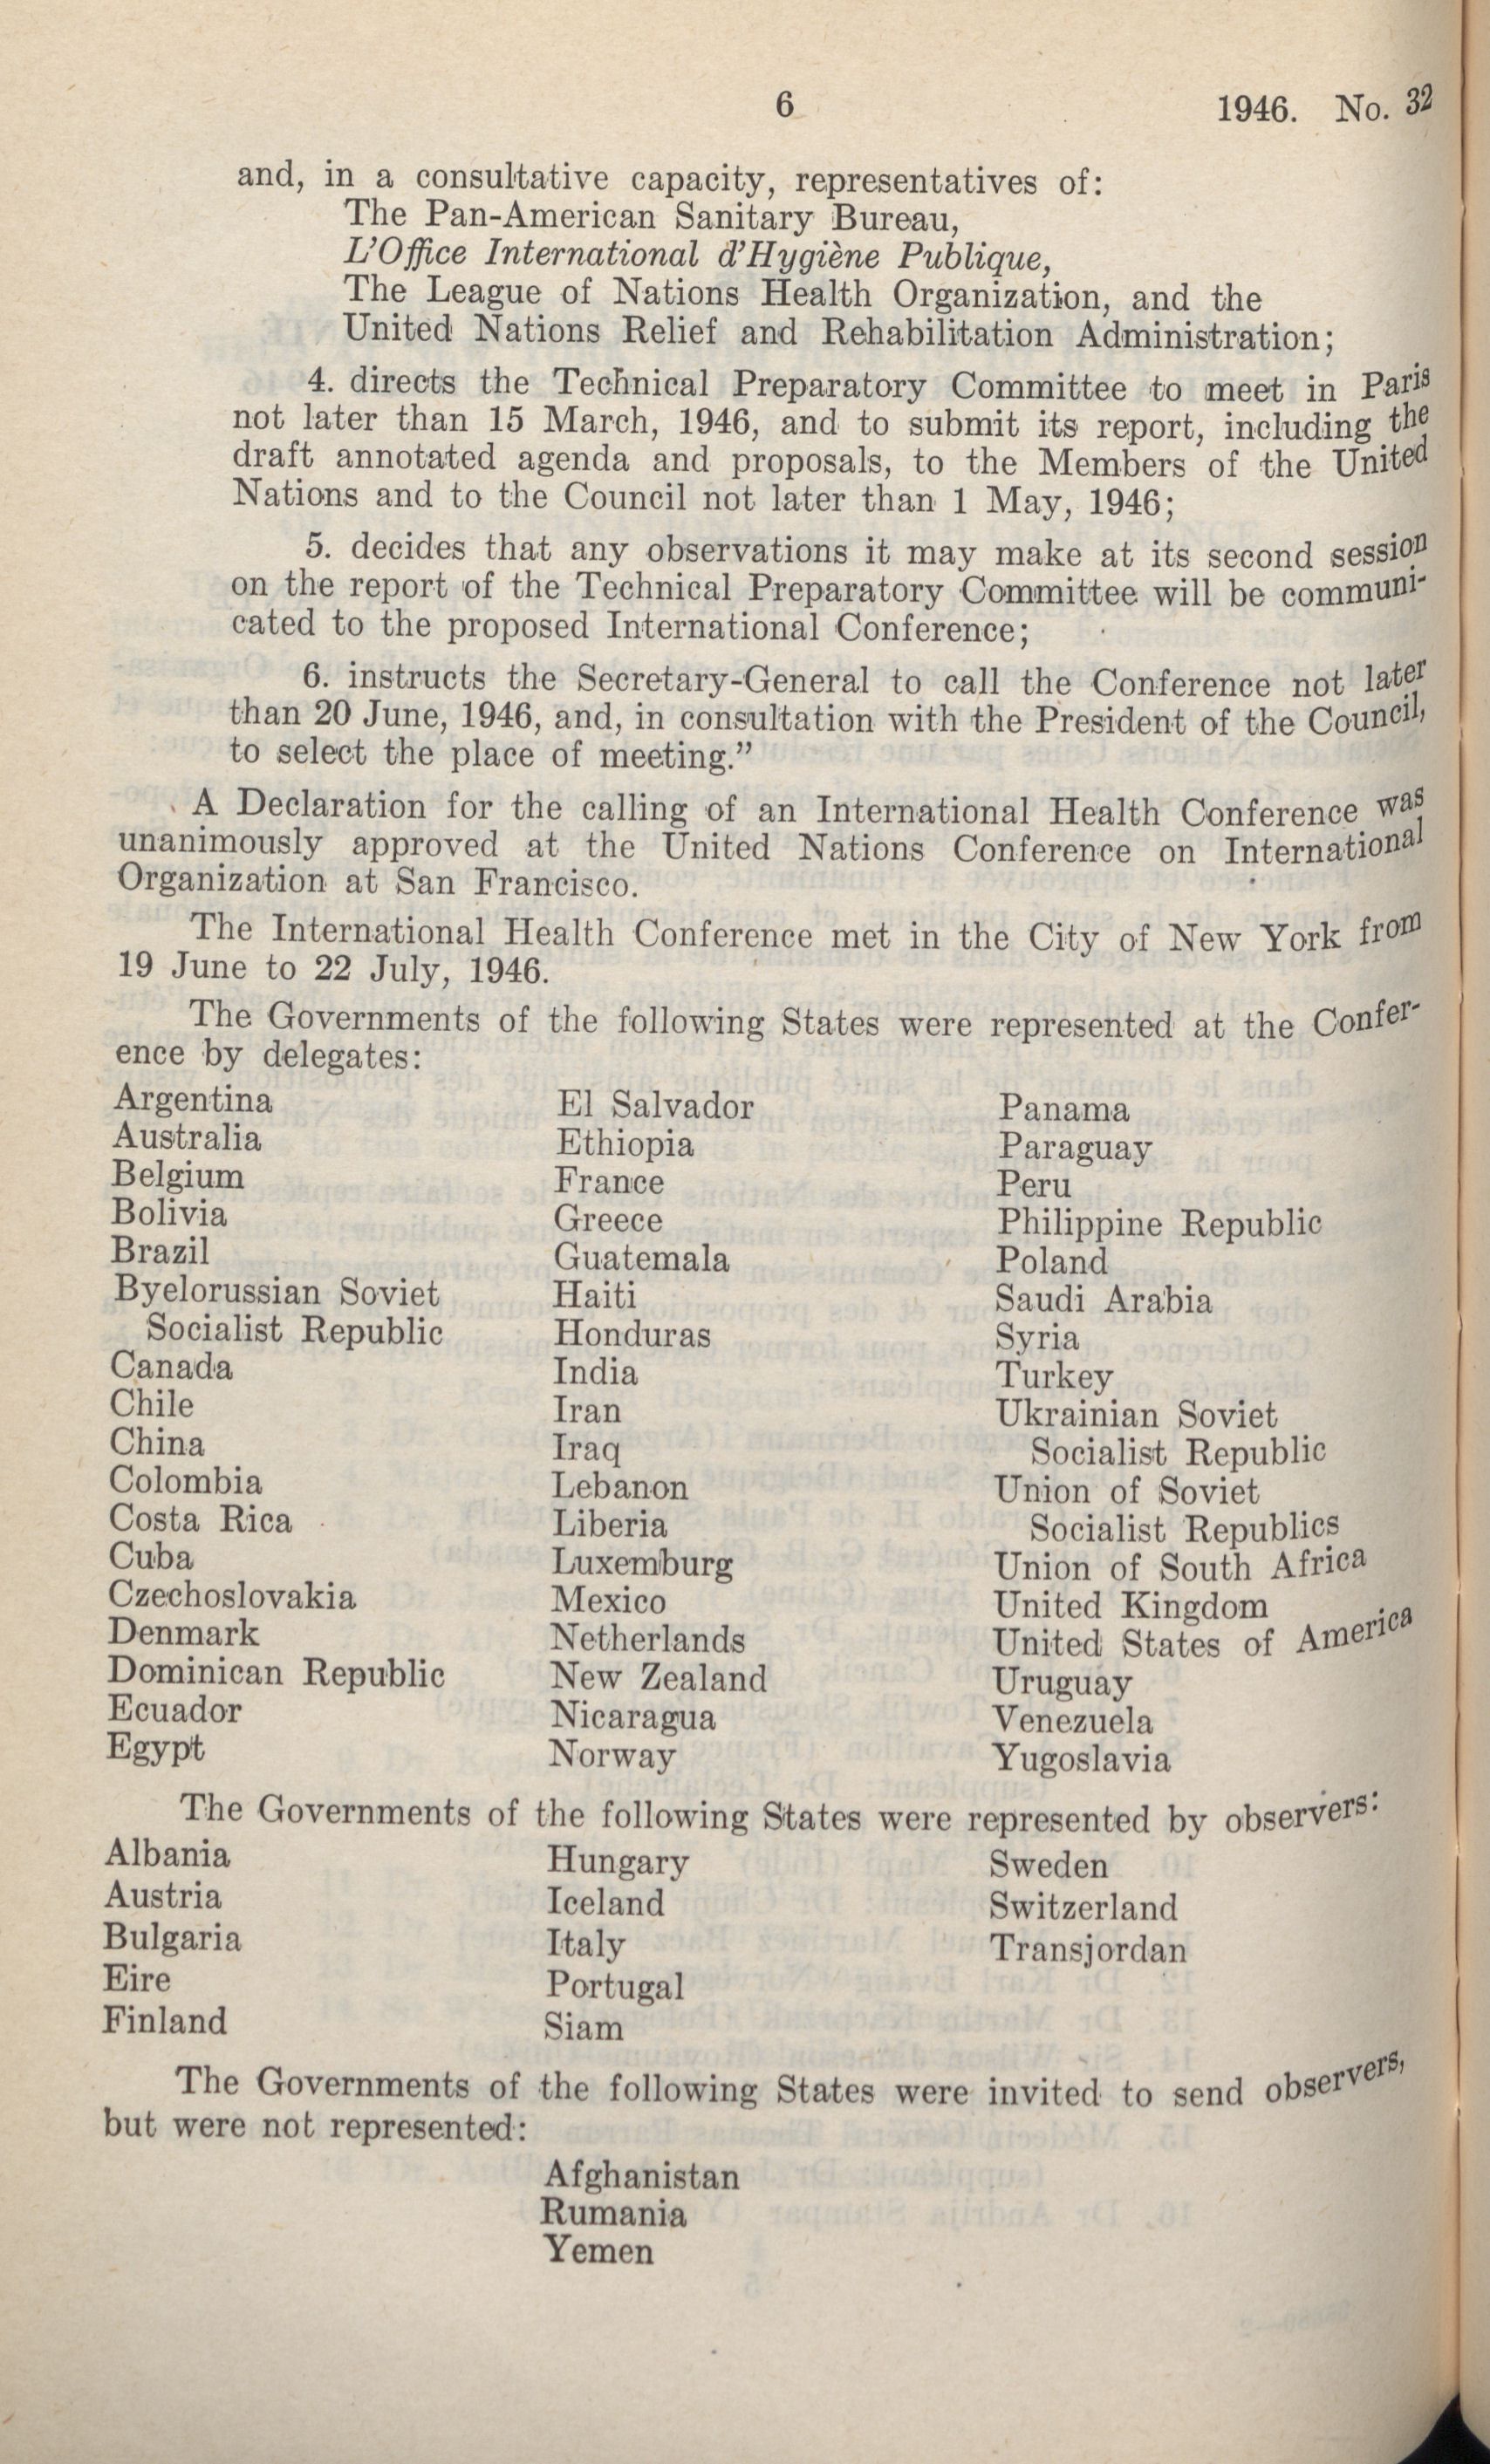 6
1946. No. 32
and, in a consultative capacity, representatives of:
The Pan-American Sanitary Bureau,
L'Office International d'Hygiène Publique,
The League of Nations Health Organization, and the
United Nations Relief and Rehabilitation Administration;
4. directs the Technical Preparatory Committee to meet in Paris
not later than 15 March, 1946, and to submit its report, including the
draft annotated agenda and proposals, to the Members of the United
Nations and to the Council not later than 1 May, 1946;
5. decides that any observations it may make at its second session
on the report of the Technical Preparatory Committee will be communi-
cated to the proposed International Conference;
6. instructs the Secretary-General to call the Conference not later
than 20 June, 1946, and, in consultation with the President of the Council,
to select the place of meeting."
A Declaration for the calling of an International Health Conference was
unanimously approved at the United Nations Conference on International
Organization at San Francisco.
The International Health Conference met in the City of New York from
19 June to 22 July, 1946.
The Governments of the following States were represented at the Confer-
ence by delegates:
Argentina
Australia
Belgium
Bolivia
Brazil
Byelorussian Soviet
Socialist Republic
Canada
Chile
China
Colombia
Costa Rica
Cuba
Czechoslovakia
Denmark
Dominican Republic
Ecuador
Egypt
El Salvador
Ethiopia
France
Greece
Guatemala
Haiti
Honduras
India
Iran
Iraq
Lebanon
Liberia
Luxemburg
Mexico
Netherlands
New Zealand
Nicaragua
Norway
Panama
Paraguay
Peru
Philippine Republic
Poland
Saudi Arabia
Syria
Turkey
Ukrainian Soviet
Socialist Republic
Union of Soviet
Socialist Republics
Union of South Africa
United Kingdom
United States of America
Uruguay
Venezuela
Yugoslavia
The Governments of the following States were represented by observers:
Albania
Austria
Bulgaria
Eire
Finland
Hungary
Iceland
Italy
Portugal
Siam
Sweden
Switzerland
Transjordan
The Governments of the following States were invited to send observers,
but were not represented:
Afghanistan
Rumania
Yemen